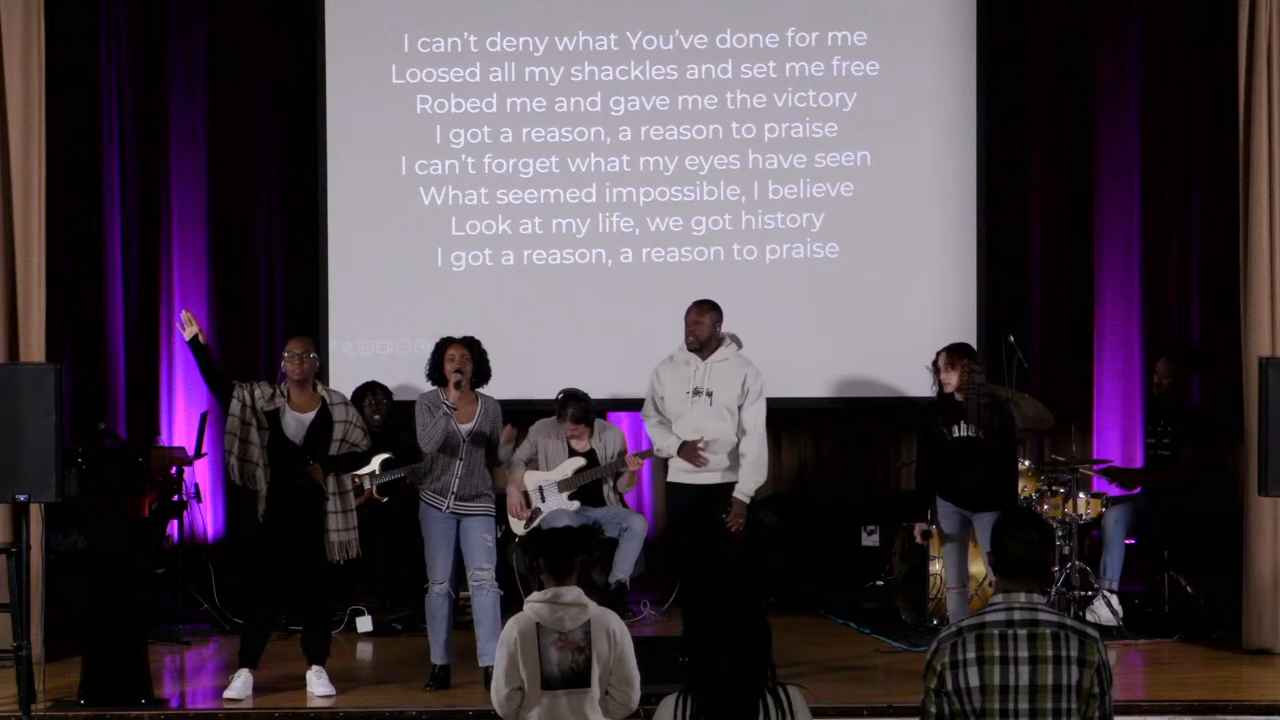 I can't deny what You've done for me
Loosed all my shackles and set me free
Robed me and gave me the victory
I got a reason, a reason to praise
I can't forget what my eyes have seen
What seemed impossible, I believe
Look at my life, we got history
I got a reason, a reason to praise